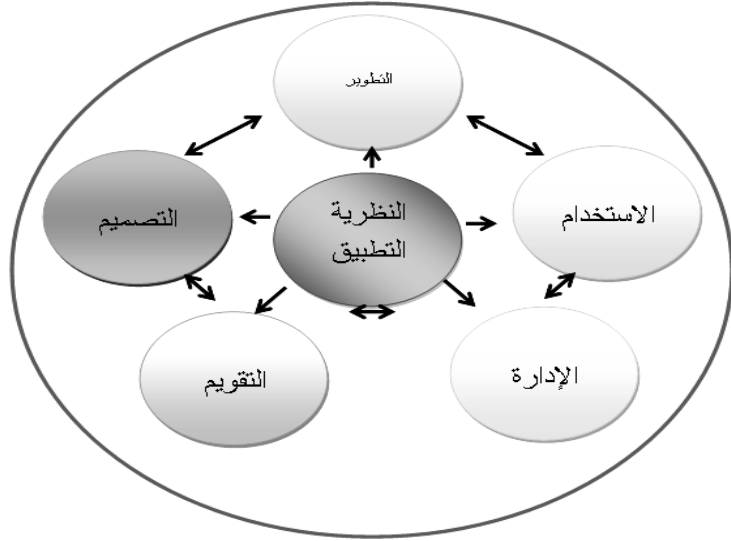 التطوير
النظرية
التطبيق
الاستخدام
التصميم
الإدارة
التقويم